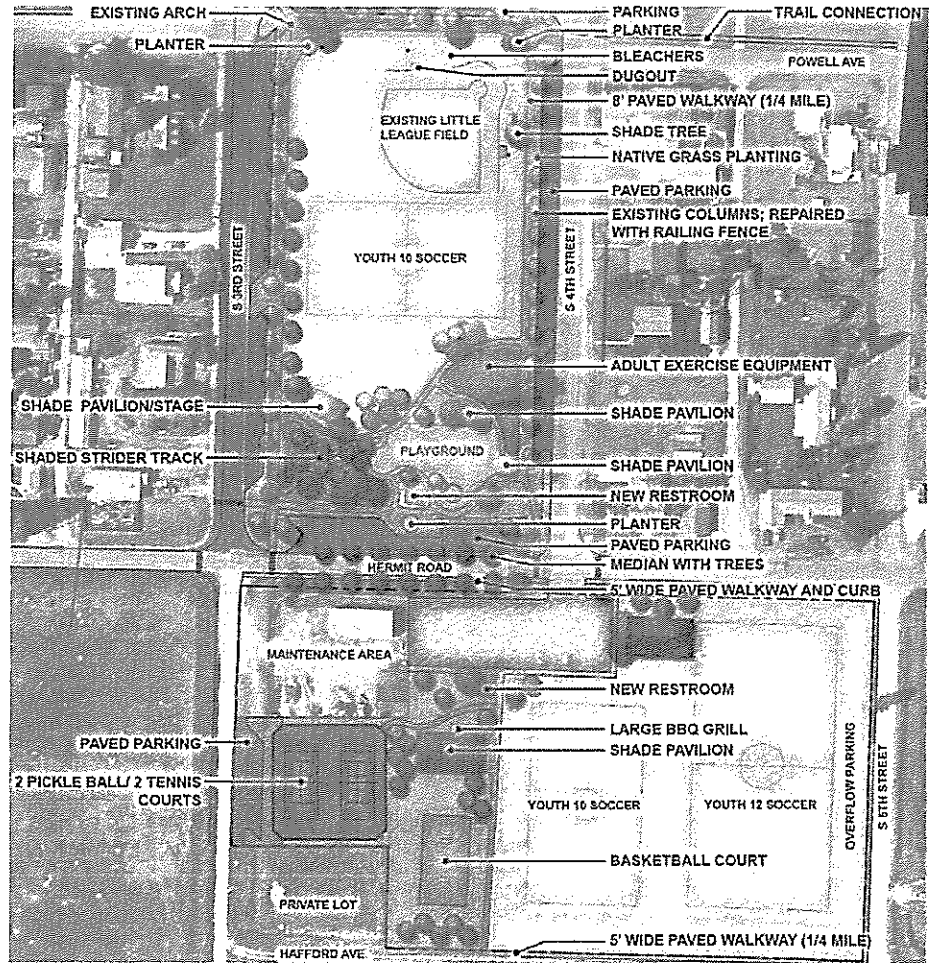 EXISTING ARCH
PARKING
TRAIL CONNECTION
PLANTER
PLANTER
BLEACHERS
POWELL AVE
DUGOUT
8' PAVED WALKWAY (1/4 MILE)
EXISTING LITTLE
LEAGUE FIELD
SHADE TREE
NATIVE GRASS PLANTING
PAVED PARKING
EXISTING COLUMNS; REPAIRED
WITH RAILING FENCE
S 3RD STREET
YOUTH 10 SOCCER
S 4TH STREET
ADULT EXERCISE EQUIPMENT
SHADE PAVILION/STAGE
SHADE PAVILION
SHADED STRIDER TRACK
PLAYGROUND
SHADE PAVILION
NEW RESTROOM
PLANTER
PAVED PARKING
MEDIAN WITH TREES
HERMIT ROAD
5' WIDE PAVED WALKWAY AND CURB
MAINTENANCE AREA
NEW RESTROOM
LARGE BBQ GRILL
PAVED PARKING
SHADE PAVILION
2 PICKLE BALL/ 2 TENNIS
COURTS
YOUTH 10 SOCCER
YOUTH 12 SOCCER
OVERFLOW PARKING
S 5TH STREET
BASKETBALL COURT
PRIVATE LOT
5' WIDE PAVED WALKWAY (1/4 MILE)
HAFFORD AVE